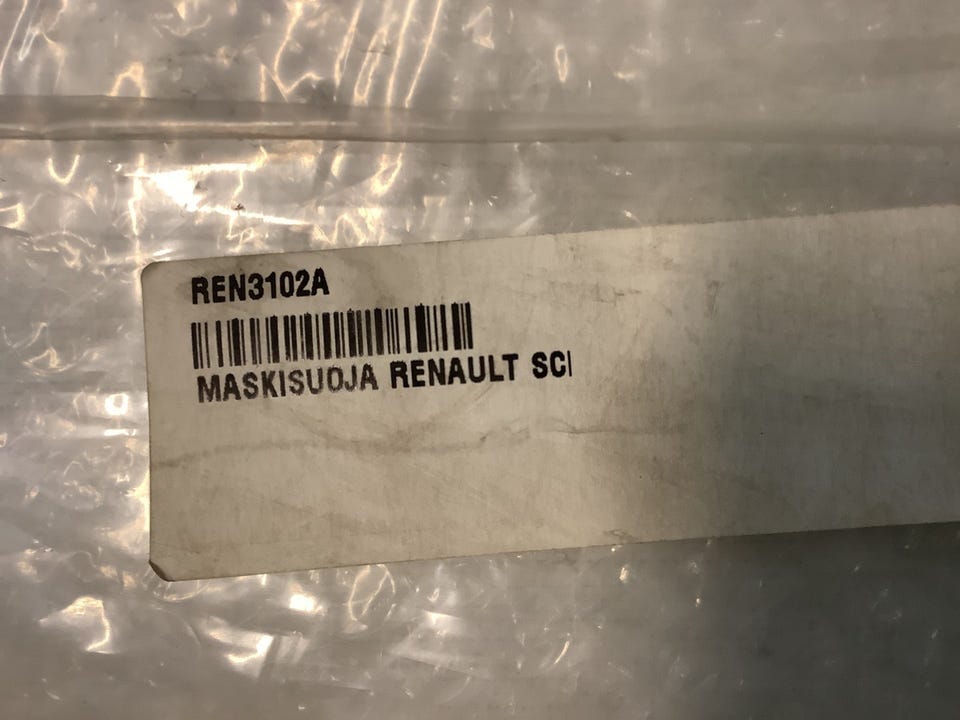 REN3102A
MASKISUOJA RENAULT SC